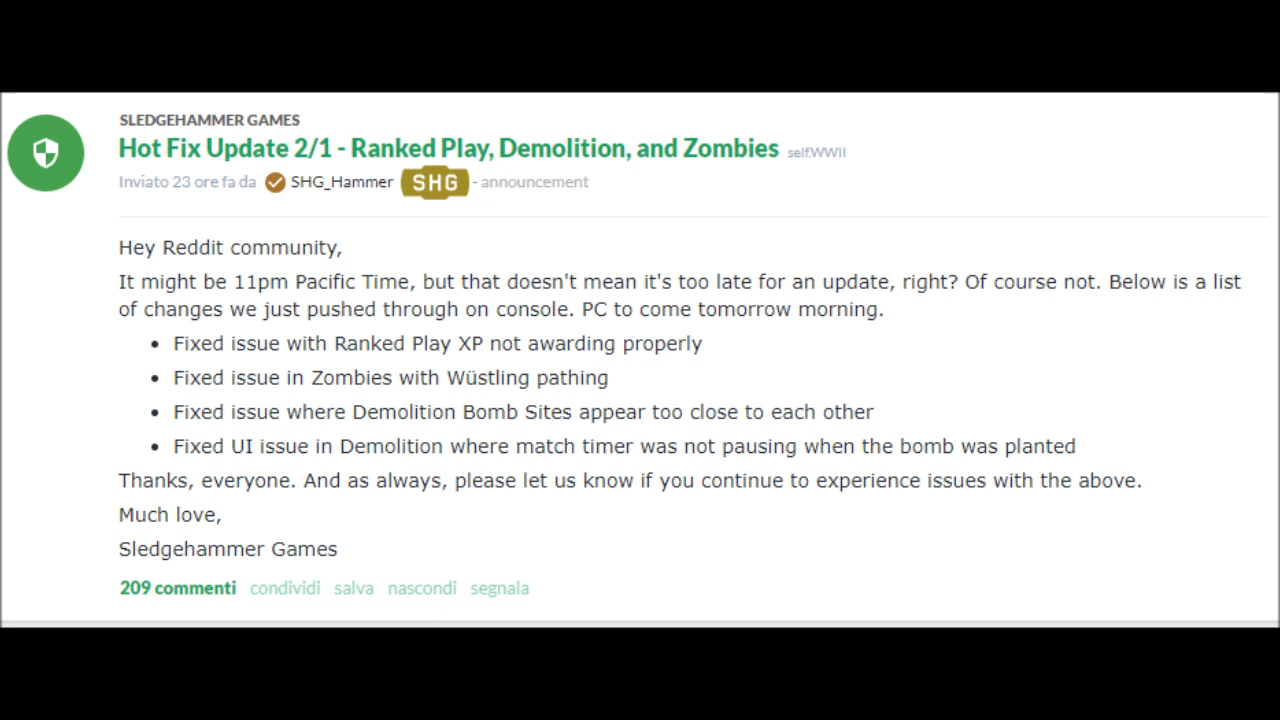 SLEDGEHAMMER GAMES
Hot Fix Update 2/1 - Ranked Play, Demolition, and Zombies self.WWII
Inviato 23 ore fa da SHG_Hammer SHG - announcement
Hey Reddit community,
It might be 11pm Pacific Time, but that doesn't mean it's too late for an update, right? Of course not. Below is a list
of changes we just pushed through on console. PC to come tomorrow morning.
• Fixed issue with Ranked Play XP not awarding properly
• Fixed issue in Zombies with Wüstling pathing
• Fixed issue where Demolition Bomb Sites appear too close to each other
• Fixed UI issue in Demolition where match timer was not pausing when the bomb was planted
Thanks, everyone. And as always, please let us know if you continue to experience issues with the above.
Much love,
Sledgehammer Games
209 commenti condividi salva nascondi segnala